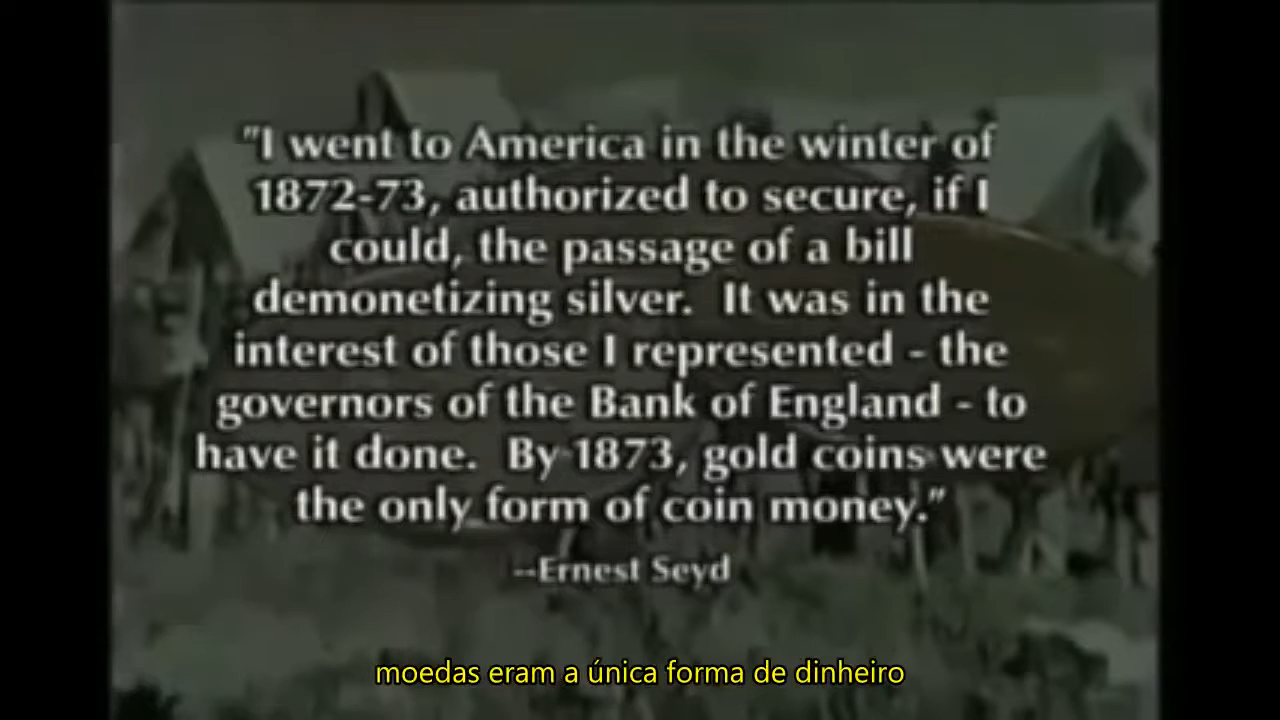 "I went to America in the winter of
1872-73, authorized to secure, if I
could, the passage of a bill
demonetizing silver. It was in the
interest of those I represented - the
governors of the Bank of England - to
have it done. By 1873, gold coins were
the only form of coin money."
--Ernest Seyd
moedas eram a única forma de dinheiro